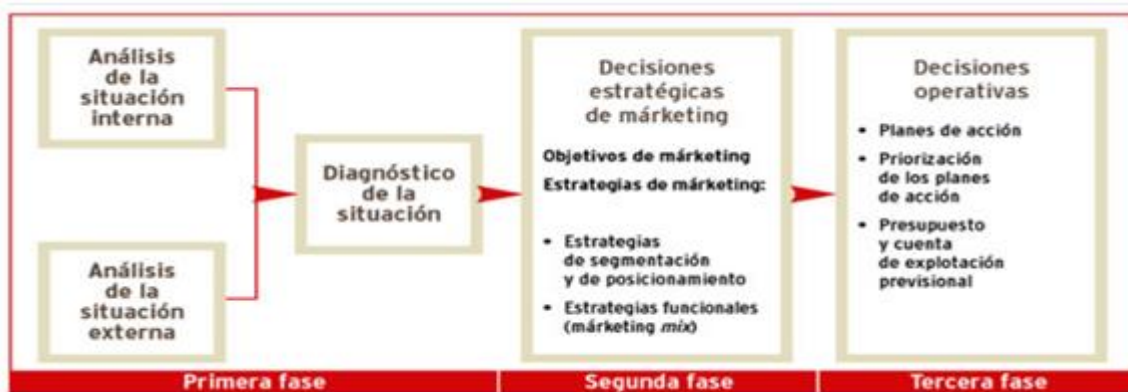 Análisis
de la
situación
interna
Análisis
de la
situación
externa
Diagnóstico
de la
situación
Decisiones
estratégicas
de márketing
Objetivos de márketing
Estrategias de márketing:
• Estrategias
de segmentación
y de posicionamiento
• Estrategias funcionales
(márketing mix)
Decisiones
operativas
• Planes de acción
• Priorización
de los planes
de acción
• Presupuesto
y cuenta
de explotación
previsional
Primera fase
Segunda fase
Tercera fase